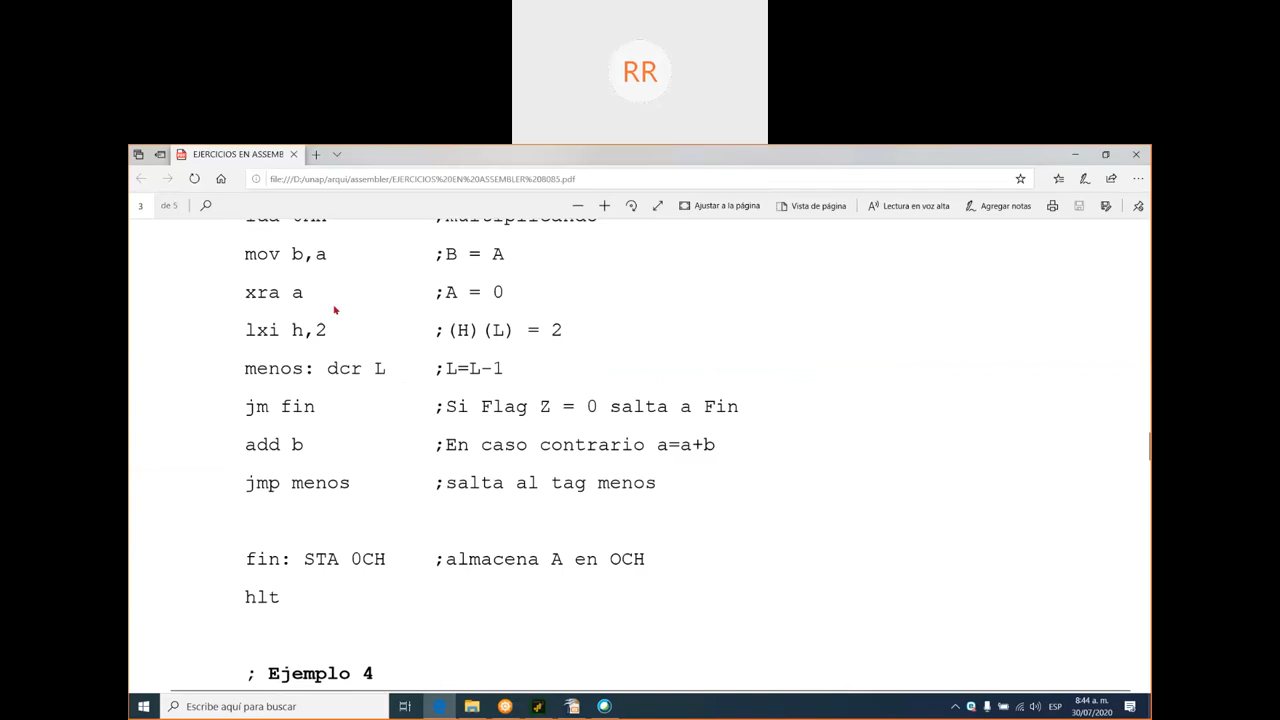 RR
EJERCICIOS EN ASSEMB
file:///D:/unap/arqui/assembler/EJERCICIOS%20EN%20ASSEMBLER%208085.pdf
3 de 5 Ajustar a la página Vista de página Lectura en voz alta Agregar notas
mov b,a ;B = A
xra a ;A = 0
lxi h,2 ;(H)(L) = 2
menos: dcr L ;L=L-1
jm fin ;Si Flag Z = 0 salta a Fin
add b ;En caso contrario a=a+b
jmp menos ;salta al tag menos
fin: STA 0CH ;almacena A en OCH
hlt
; Ejemplo 4
Escribe aquí para buscar ESP 8:44 a. m.
30/07/2020